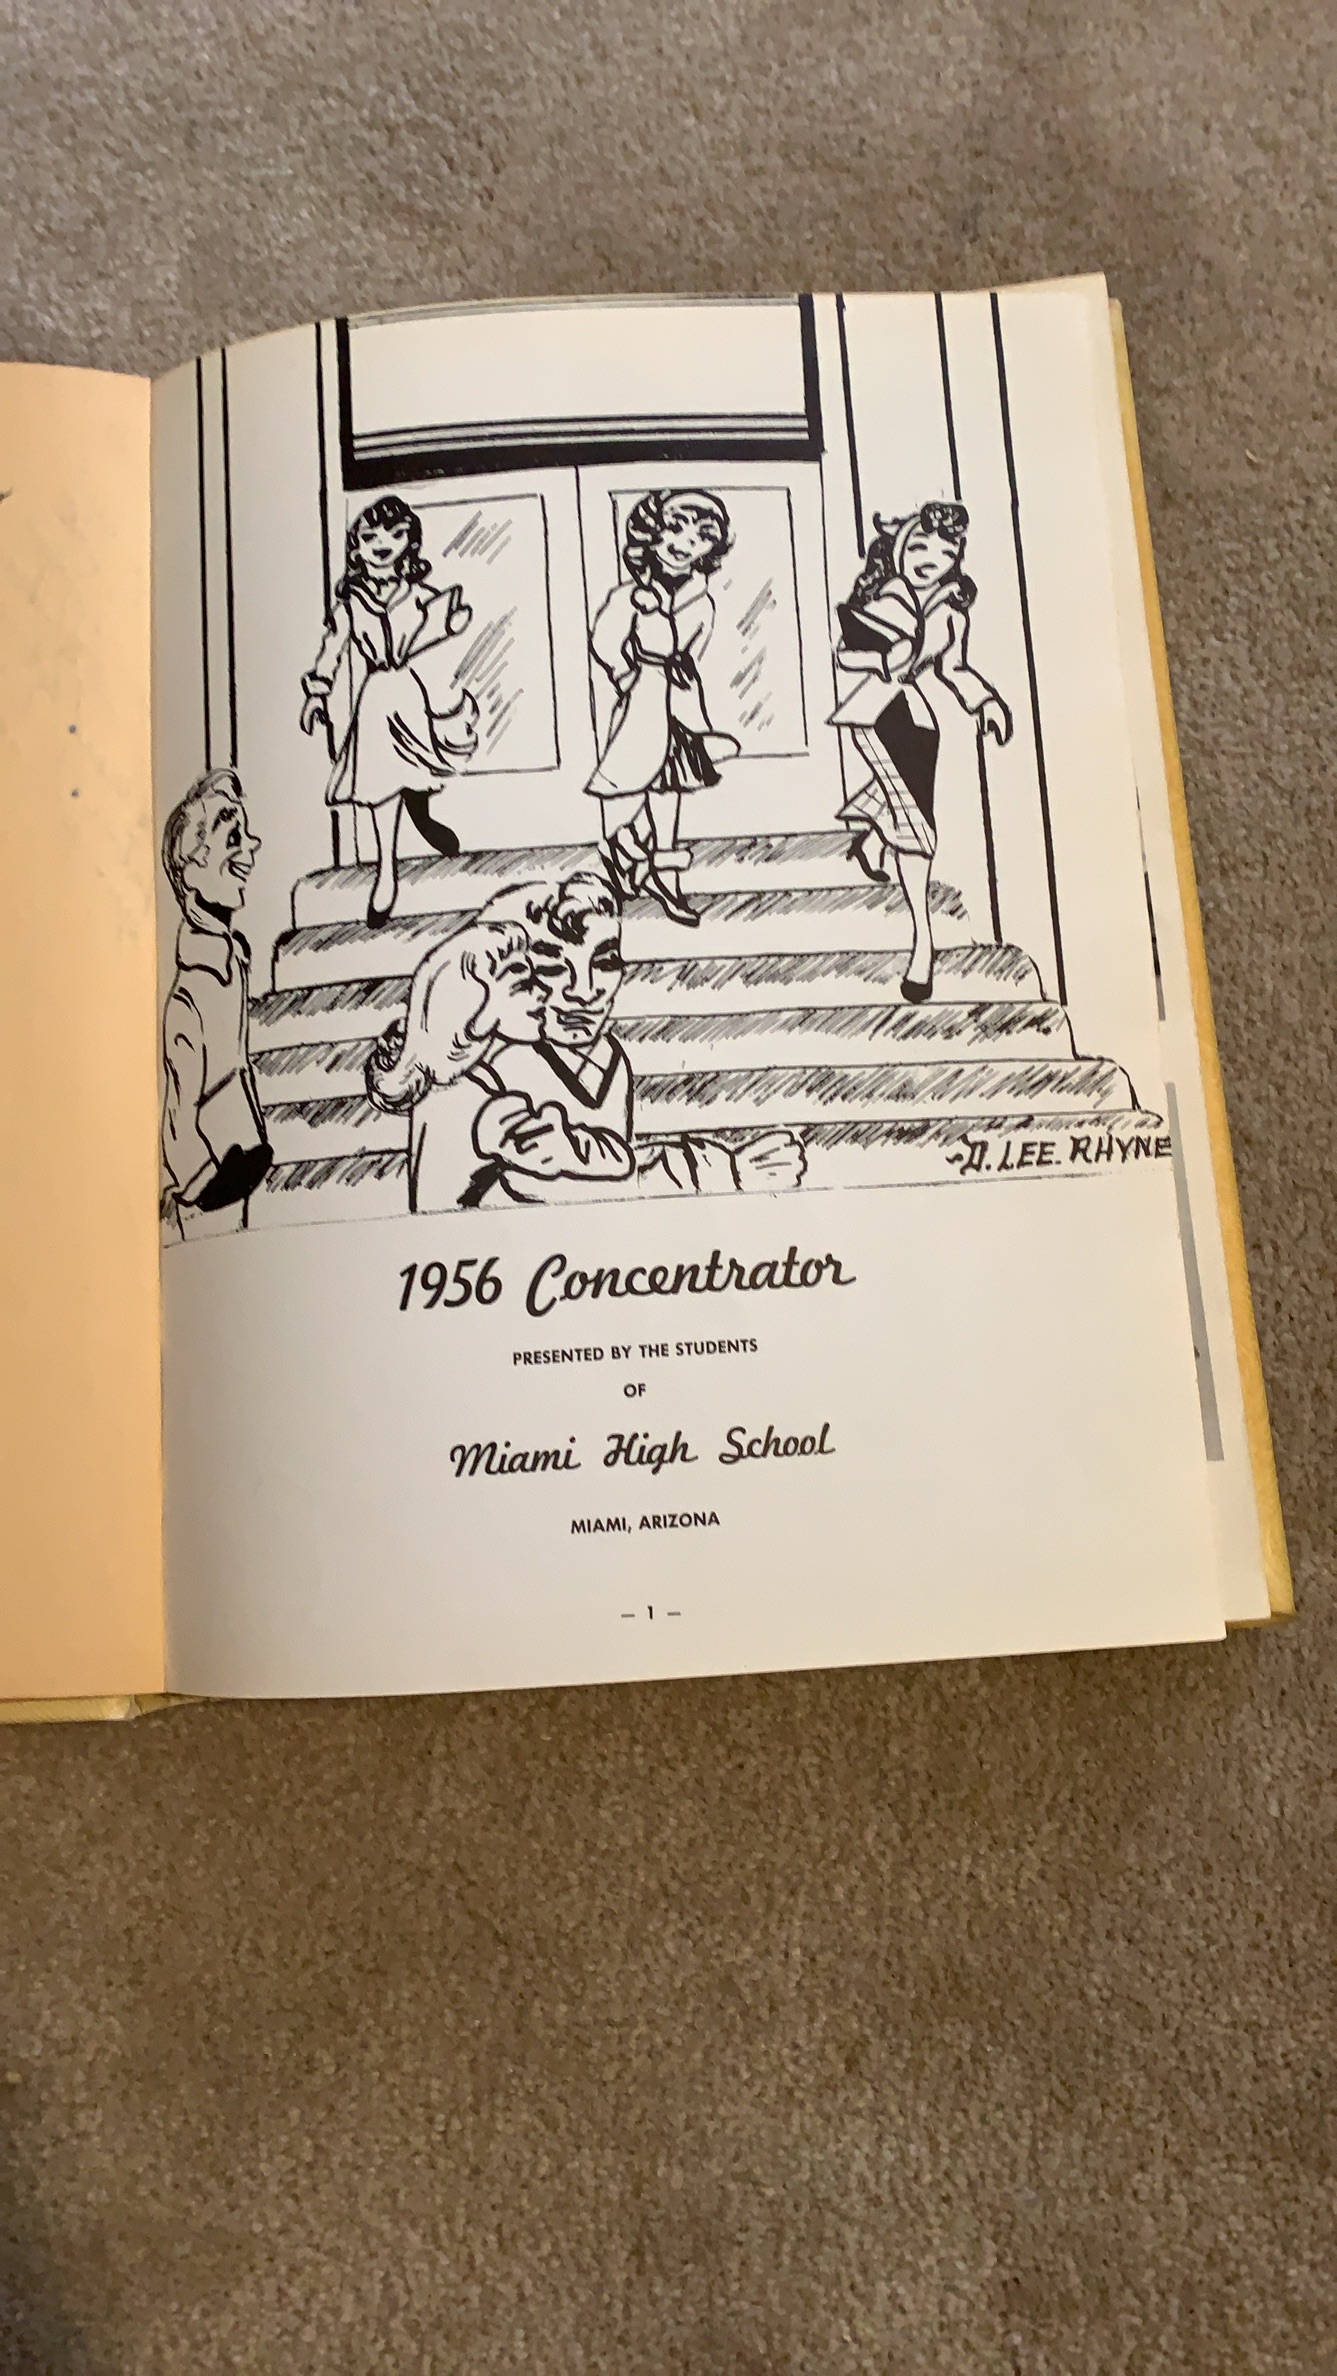 -D. LEE. RHYNE
1956 Concentrator
PRESENTED BY THE STUDENTS
OF
Miami High School
MIAMI, ARIZONA
— 1 —